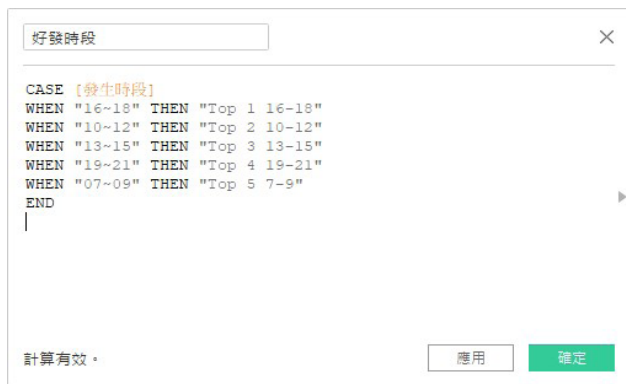 好發時段
CASE [發生時段]
WHEN "16~18" THEN "Top 1 16-18"
WHEN "10~12" THEN "Top 2 10-12"
WHEN "13~15" THEN "Top 3 13-15"
WHEN "19~21" THEN "Top 4 19-21"
WHEN "07~09" THEN "Top 5 7-9"
END
計算有效。
應用
確定